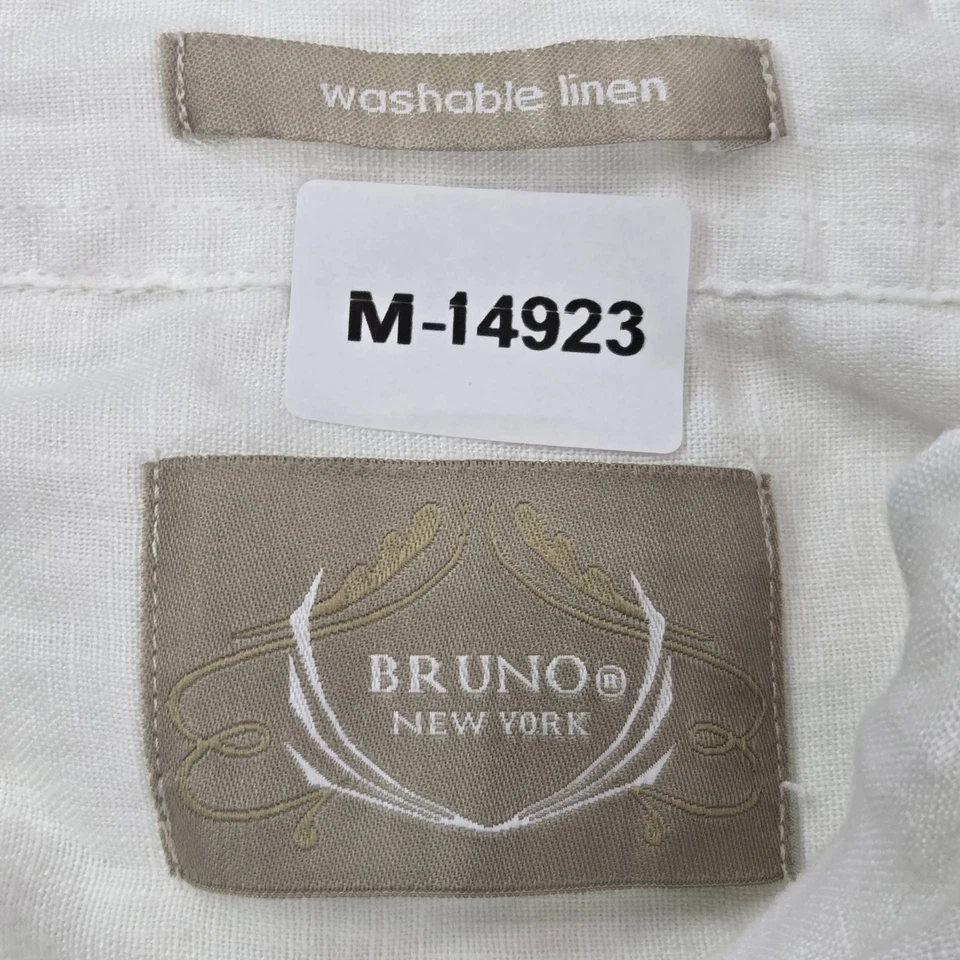 washable linen
M-14923
BRUNO®
NEW YORK